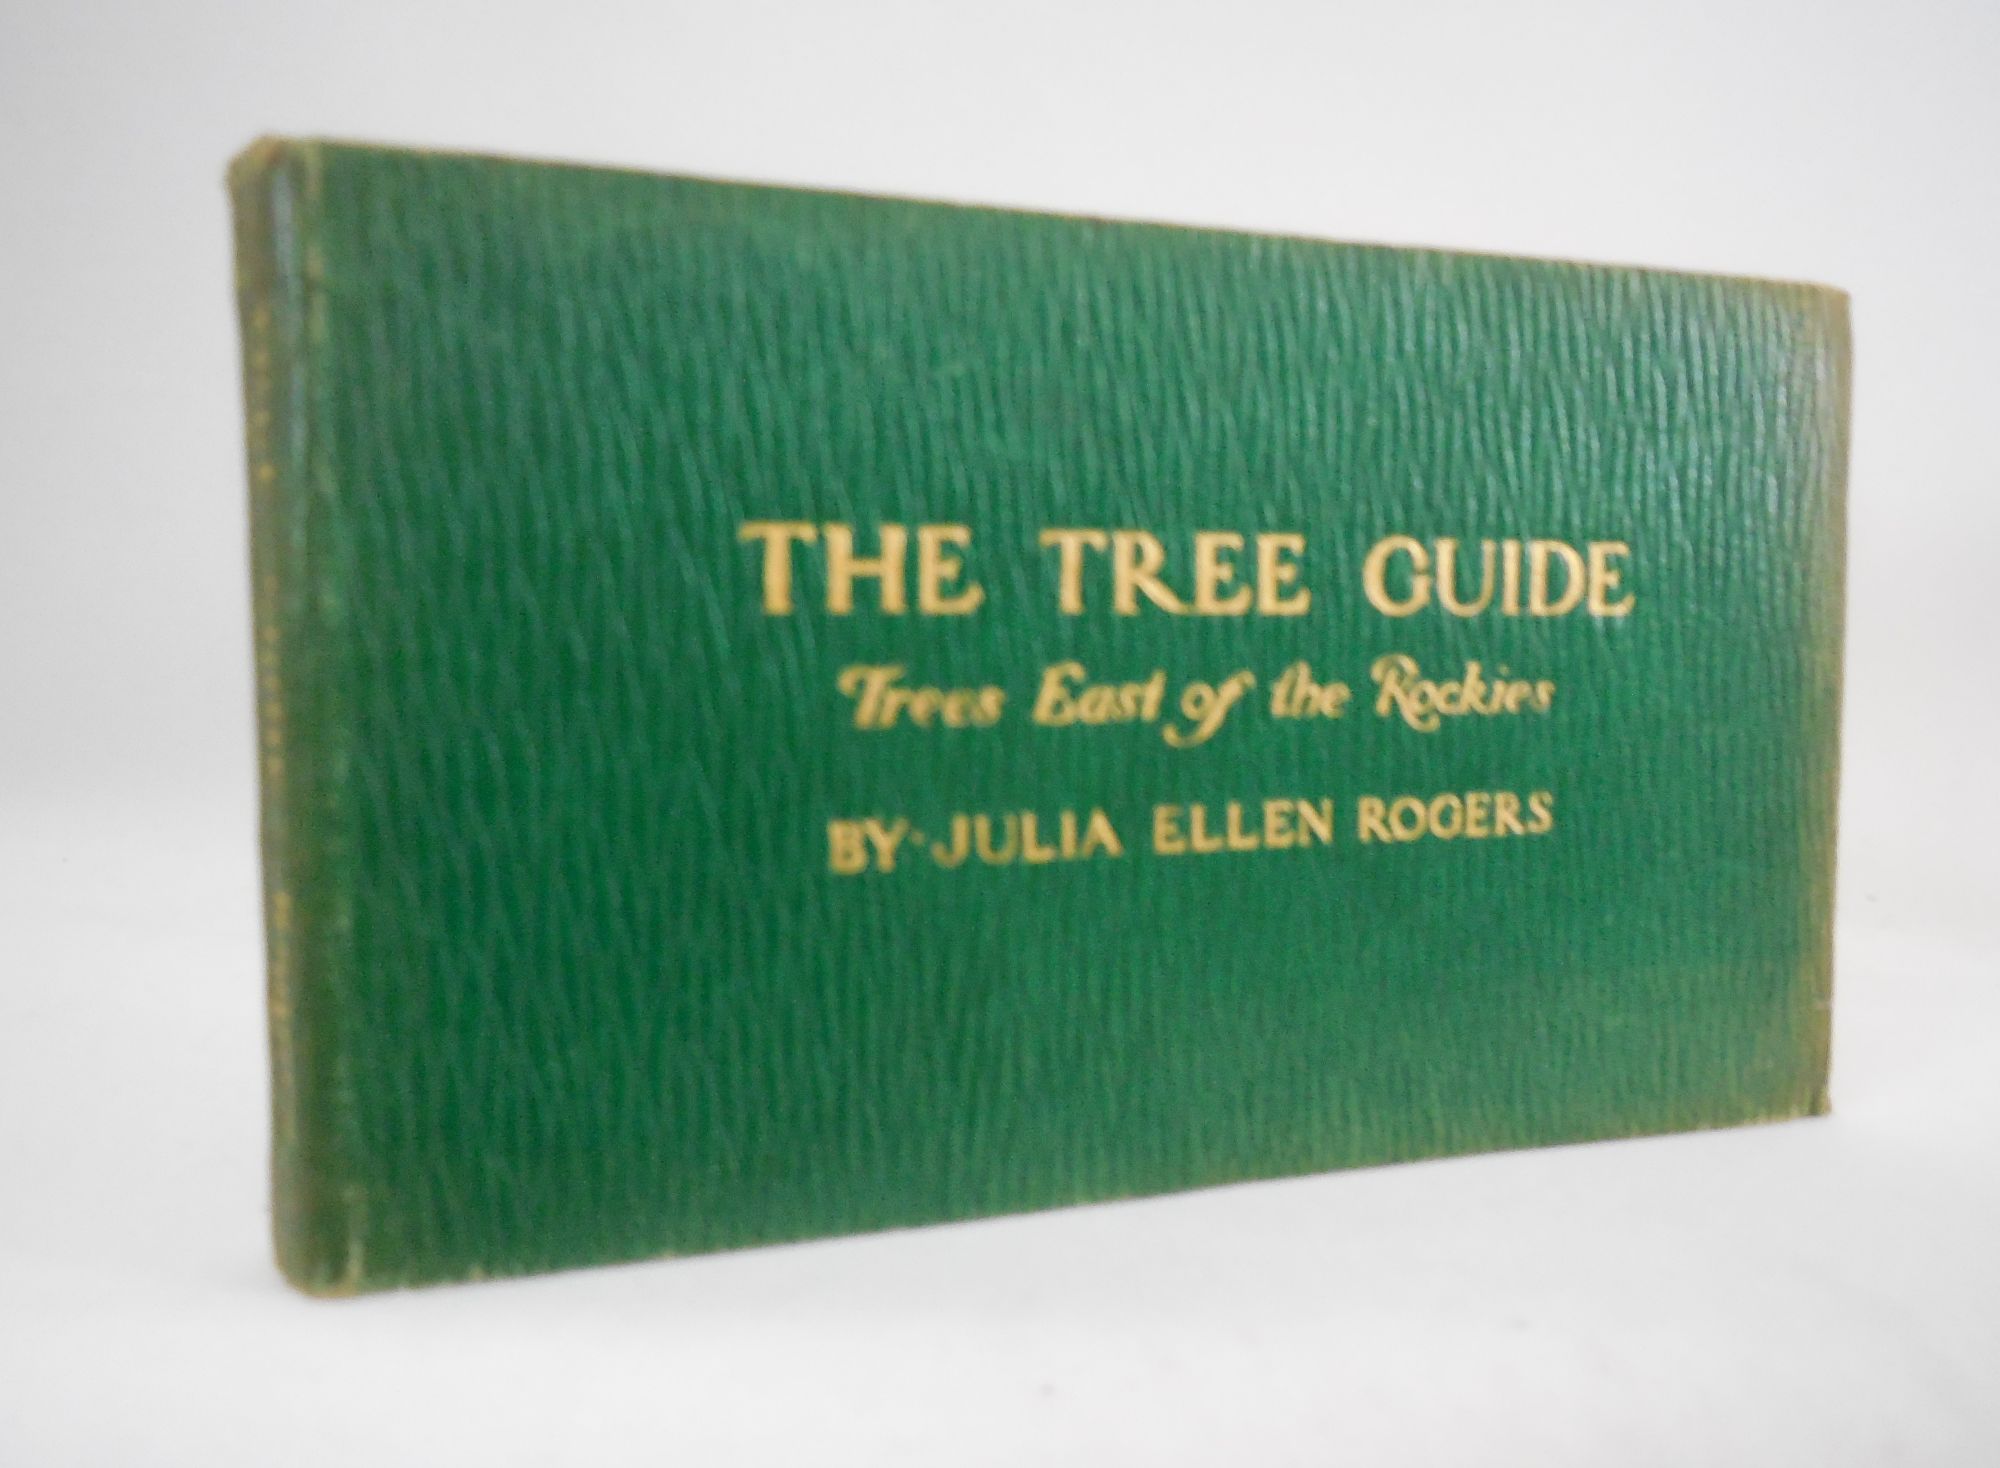 THE TREE GUIDE
Trees East of the Rockies
BY JULIA ELLEN ROGERS